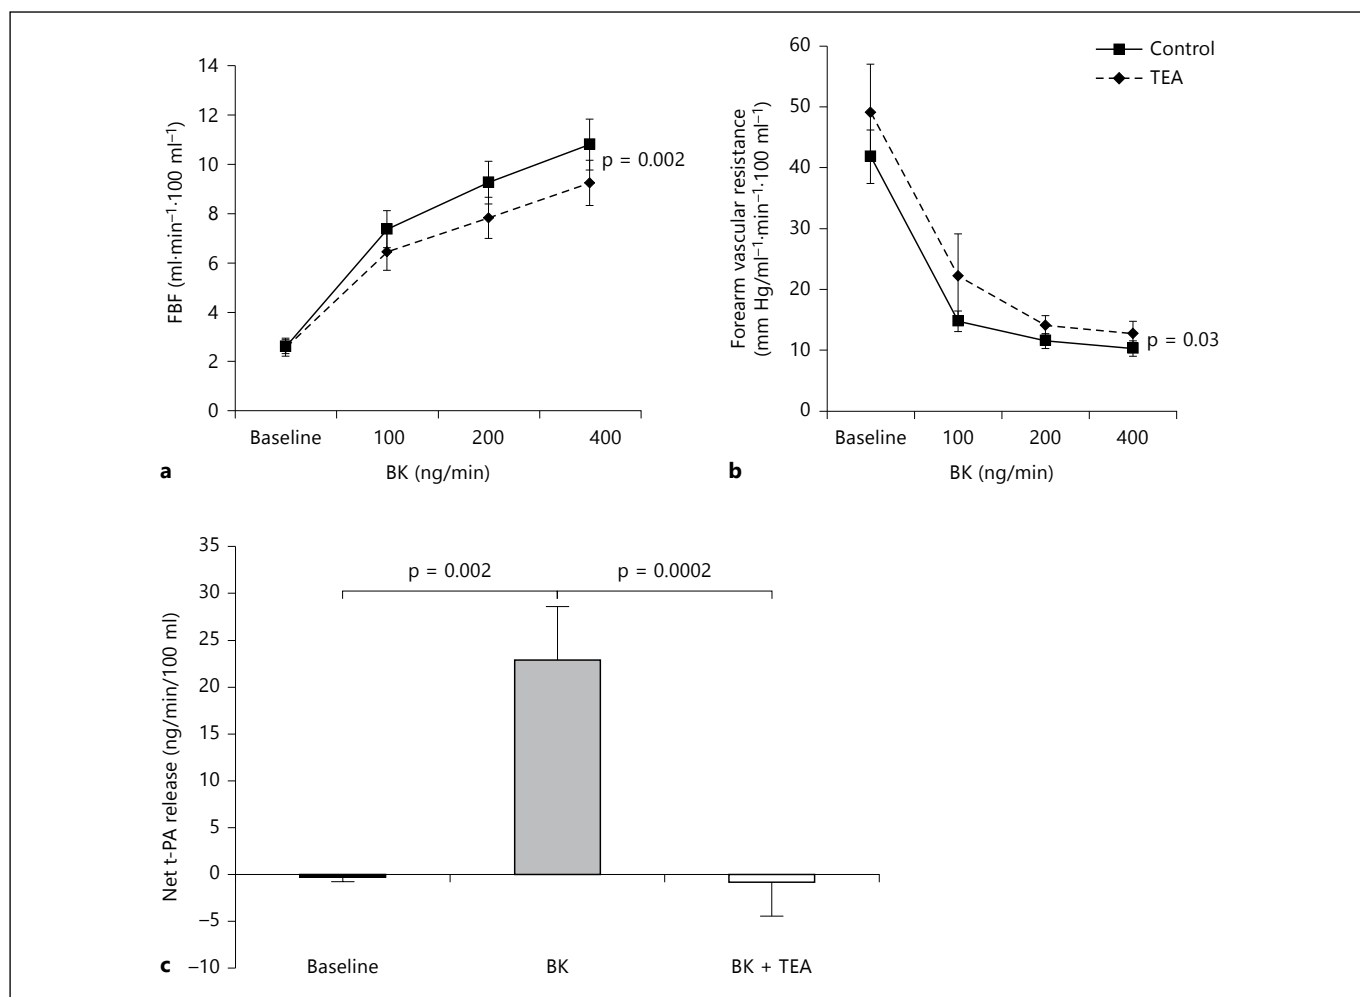 14
12
10
8
6
4
2
0
FBF (ml·min⁻¹·100 ml⁻¹)
p = 0.002
Baseline 100 200 400
BK (ng/min)
a
60
50
40
30
20
10
0
Forearm vascular resistance
(mm Hg/ml⁻¹·min⁻¹·100 ml⁻¹)
Control
TEA
p = 0.03
Baseline 100 200 400
BK (ng/min)
b
35
30
25
20
15
10
5
0
−5
−10
Net t-PA release (ng/min/100 ml)
p = 0.002 p = 0.0002
Baseline BK BK + TEA
c